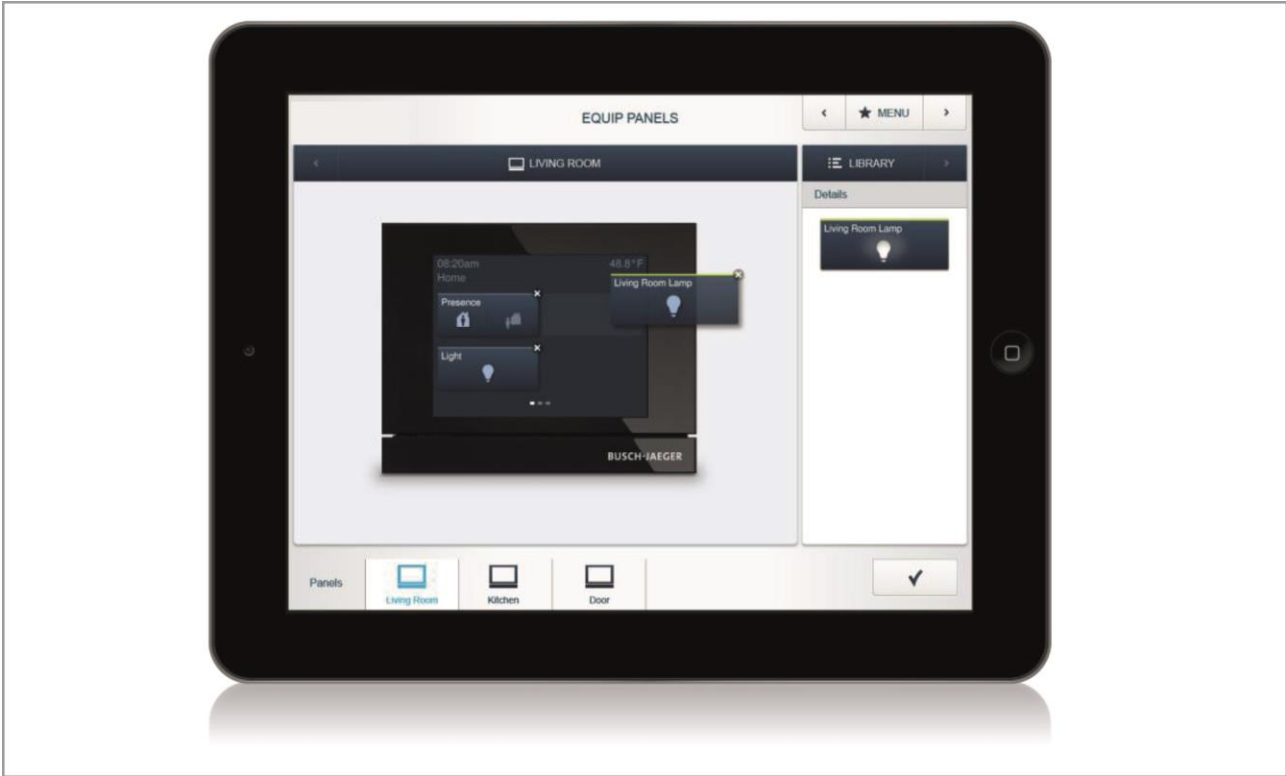 EQUIP PANELS
MENU
LIVING ROOM
LIBRARY
Details
Living Room Lamp
08:20am
48.8°F
Home
Living Room Lamp
Presence
Light
BUSCH-JAEGER
Panels
Living Room
Kitchen
Door